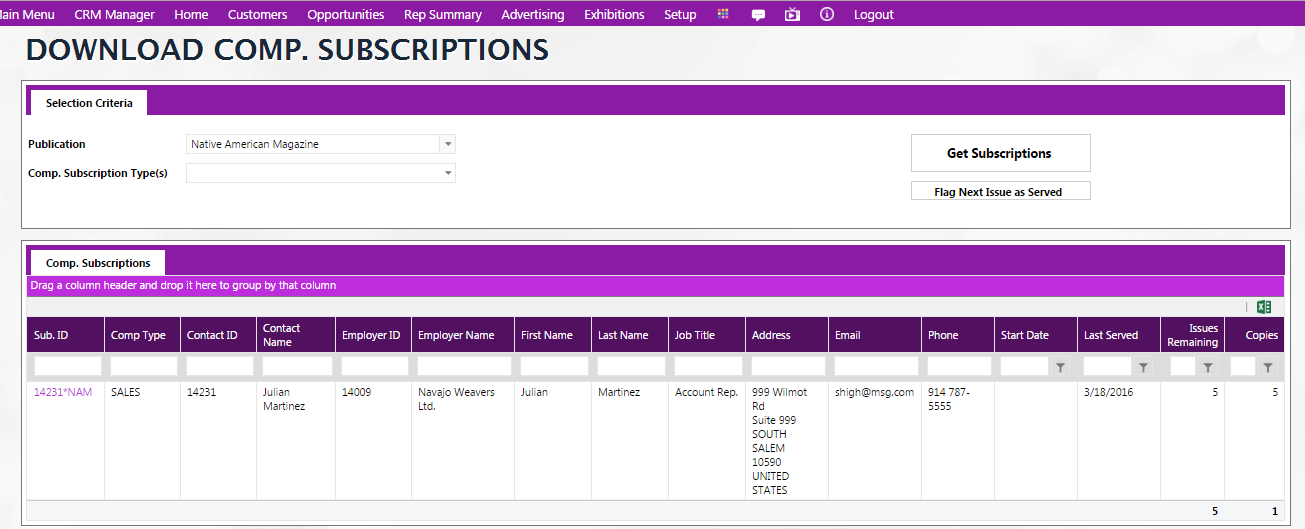 Main Menu CRM Manager Home Customers Opportunities Rep Summary Advertising Exhibitions Setup Logout
DOWNLOAD COMP. SUBSCRIPTIONS
Selection Criteria
Publication Native American Magazine Get Subscriptions
Comp. Subscription Type(s)
Flag Next Issue as Served
Comp. Subscriptions
Drag a column header and drop it here to group by that column
Sub. ID Comp Type Contact ID Contact Name Employer ID Employer Name First Name Last Name Job Title Address Email Phone Start Date Last Served Issues Remaining Copies
14231*NAM SALES 14231 Julian Martinez 14009 Navajo Weavers Ltd. Julian Martinez Account Rep. 999 Wilmot Rd Suite 999 SOUTH SALEM 10590 UNITED STATES shigh@msg.com 914 787-5555 3/18/2016 5 5
5 1